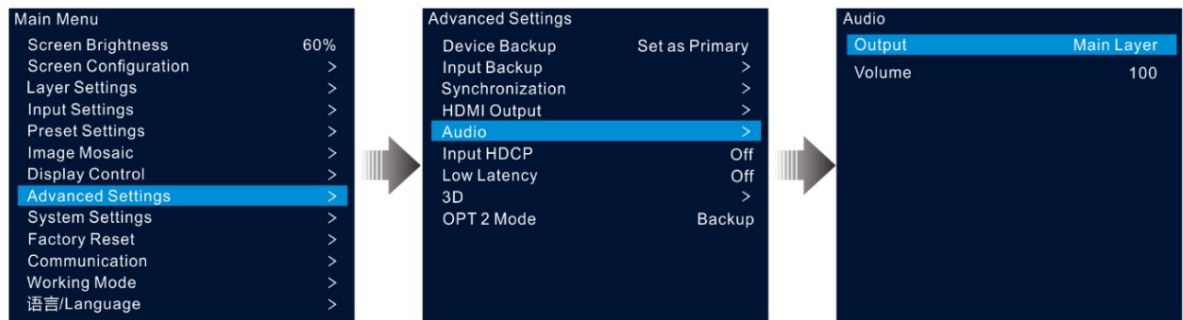 Main Menu
Screen Brightness 60%
Screen Configuration >
Layer Settings >
Input Settings >
Preset Settings >
Image Mosaic >
Display Control >
Advanced Settings >
System Settings >
Factory Reset >
Communication >
Working Mode >
语言/Language >
Advanced Settings
Device Backup Set as Primary
Input Backup >
Synchronization >
HDMI Output >
Audio >
Input HDCP Off
Low Latency Off
3D >
OPT 2 Mode Backup
Audio
Output Main Layer
Volume 100